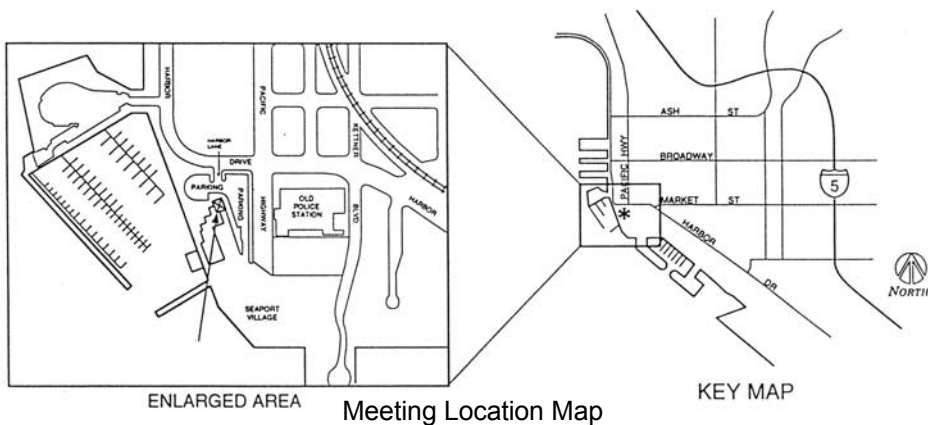 HARBOR
PACIFIC
HARBOR
LANE
DRIVE
PARKING
PARKING
HIGHWAY
OLD
POLICE
STATION
KETTNER
BLVD
HARBOR
SEAPORT
VILLAGE
ENLARGED AREA
ASH ST
BROADWAY
PACIFIC HWY
*
MARKET ST
HARBOR
DR
5
NORTH
KEY MAP
Meeting Location Map